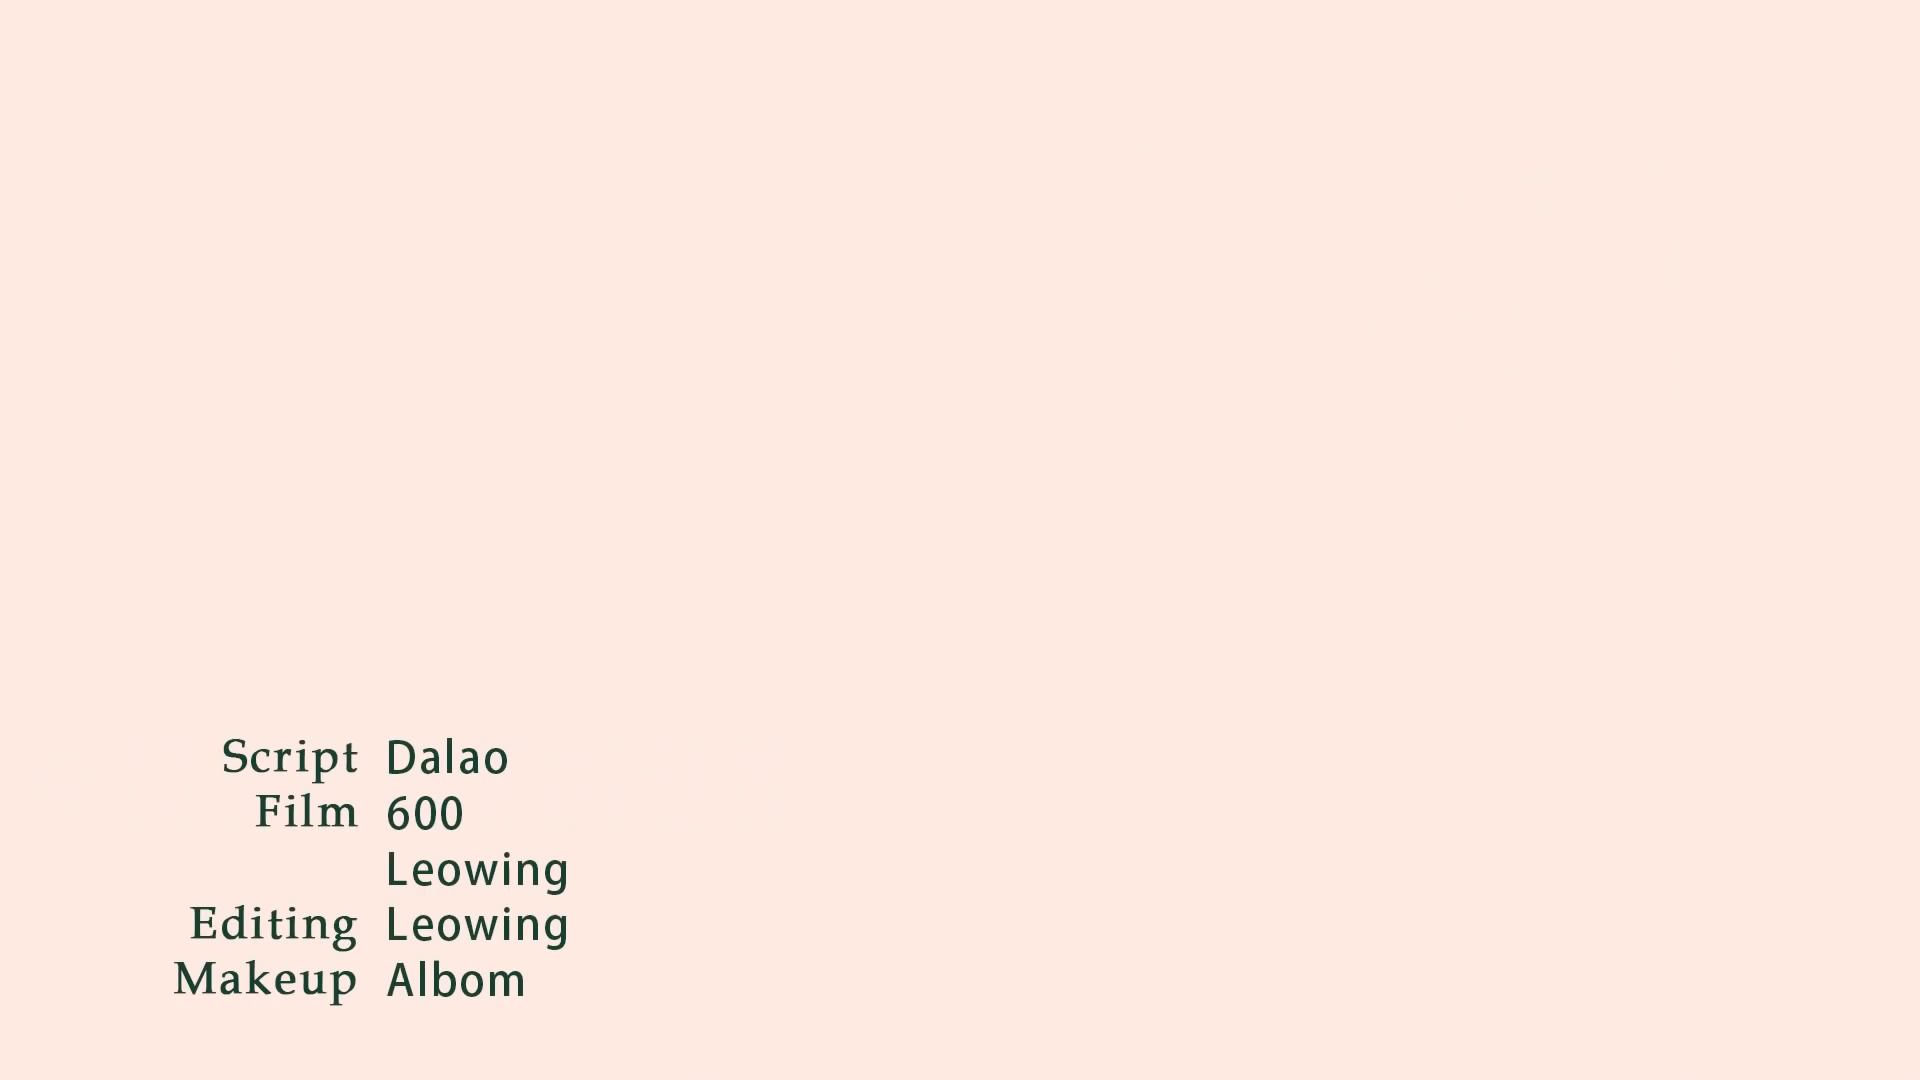 Script Dalao
Film 600
Leowing
Editing Leowing
Makeup Albom